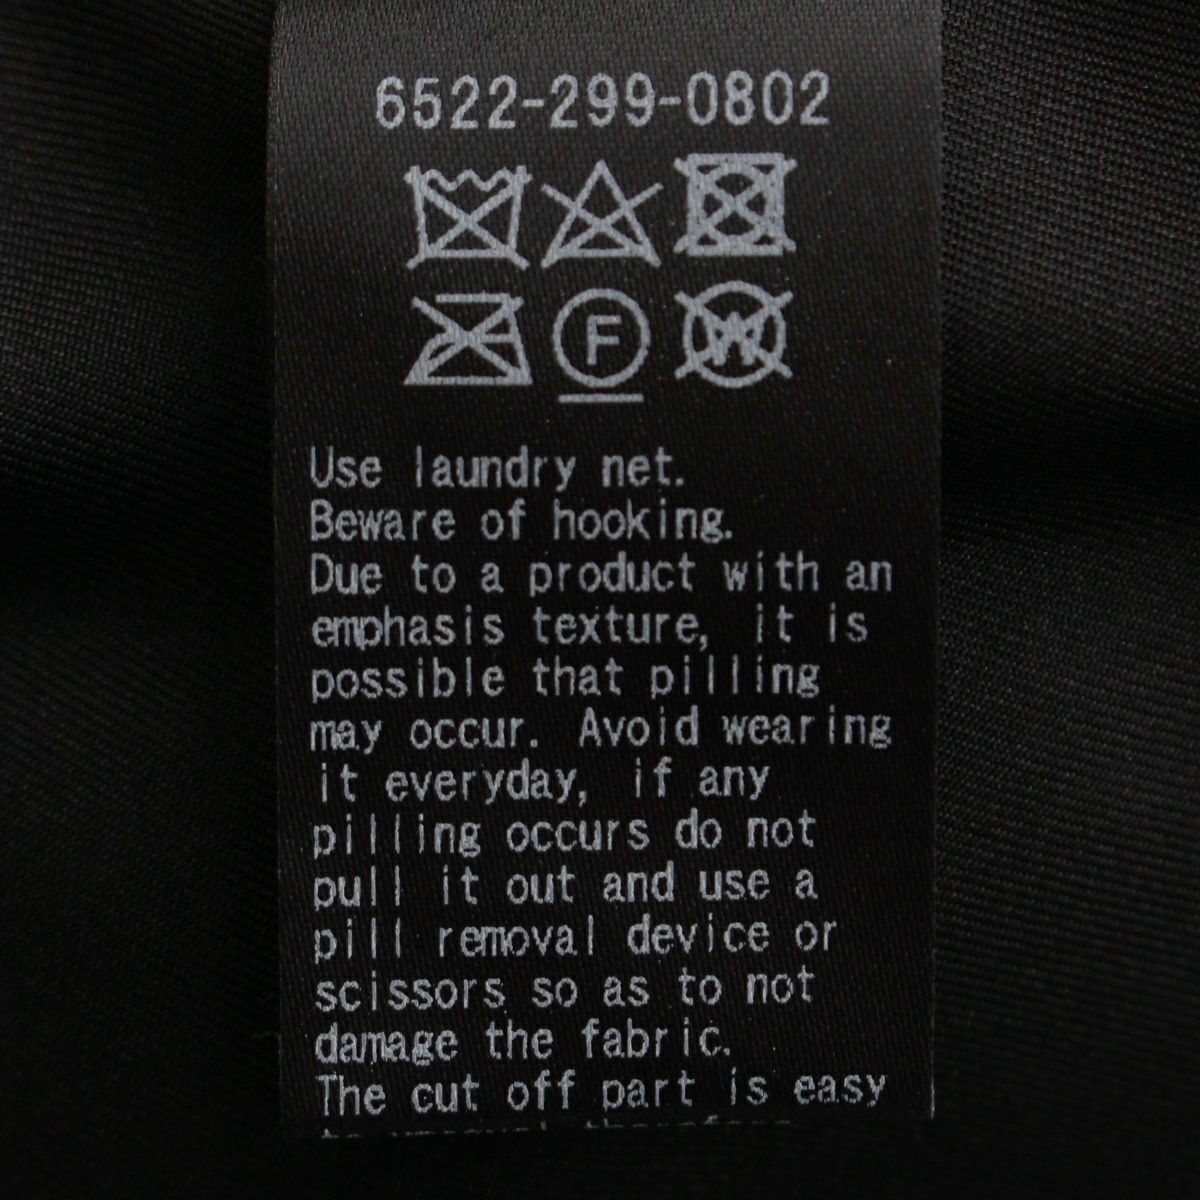 6522-299-0802
F
W
Use laundry net.
Beware of hooking.
Due to a product with an
emphasis texture, it is
possible that pilling
may occur. Avoid wearing
it everyday, if any
pilling occurs do not
pull it out and use a
pill removal device or
scissors so as to not
damage the fabric.
The cut off part is easy